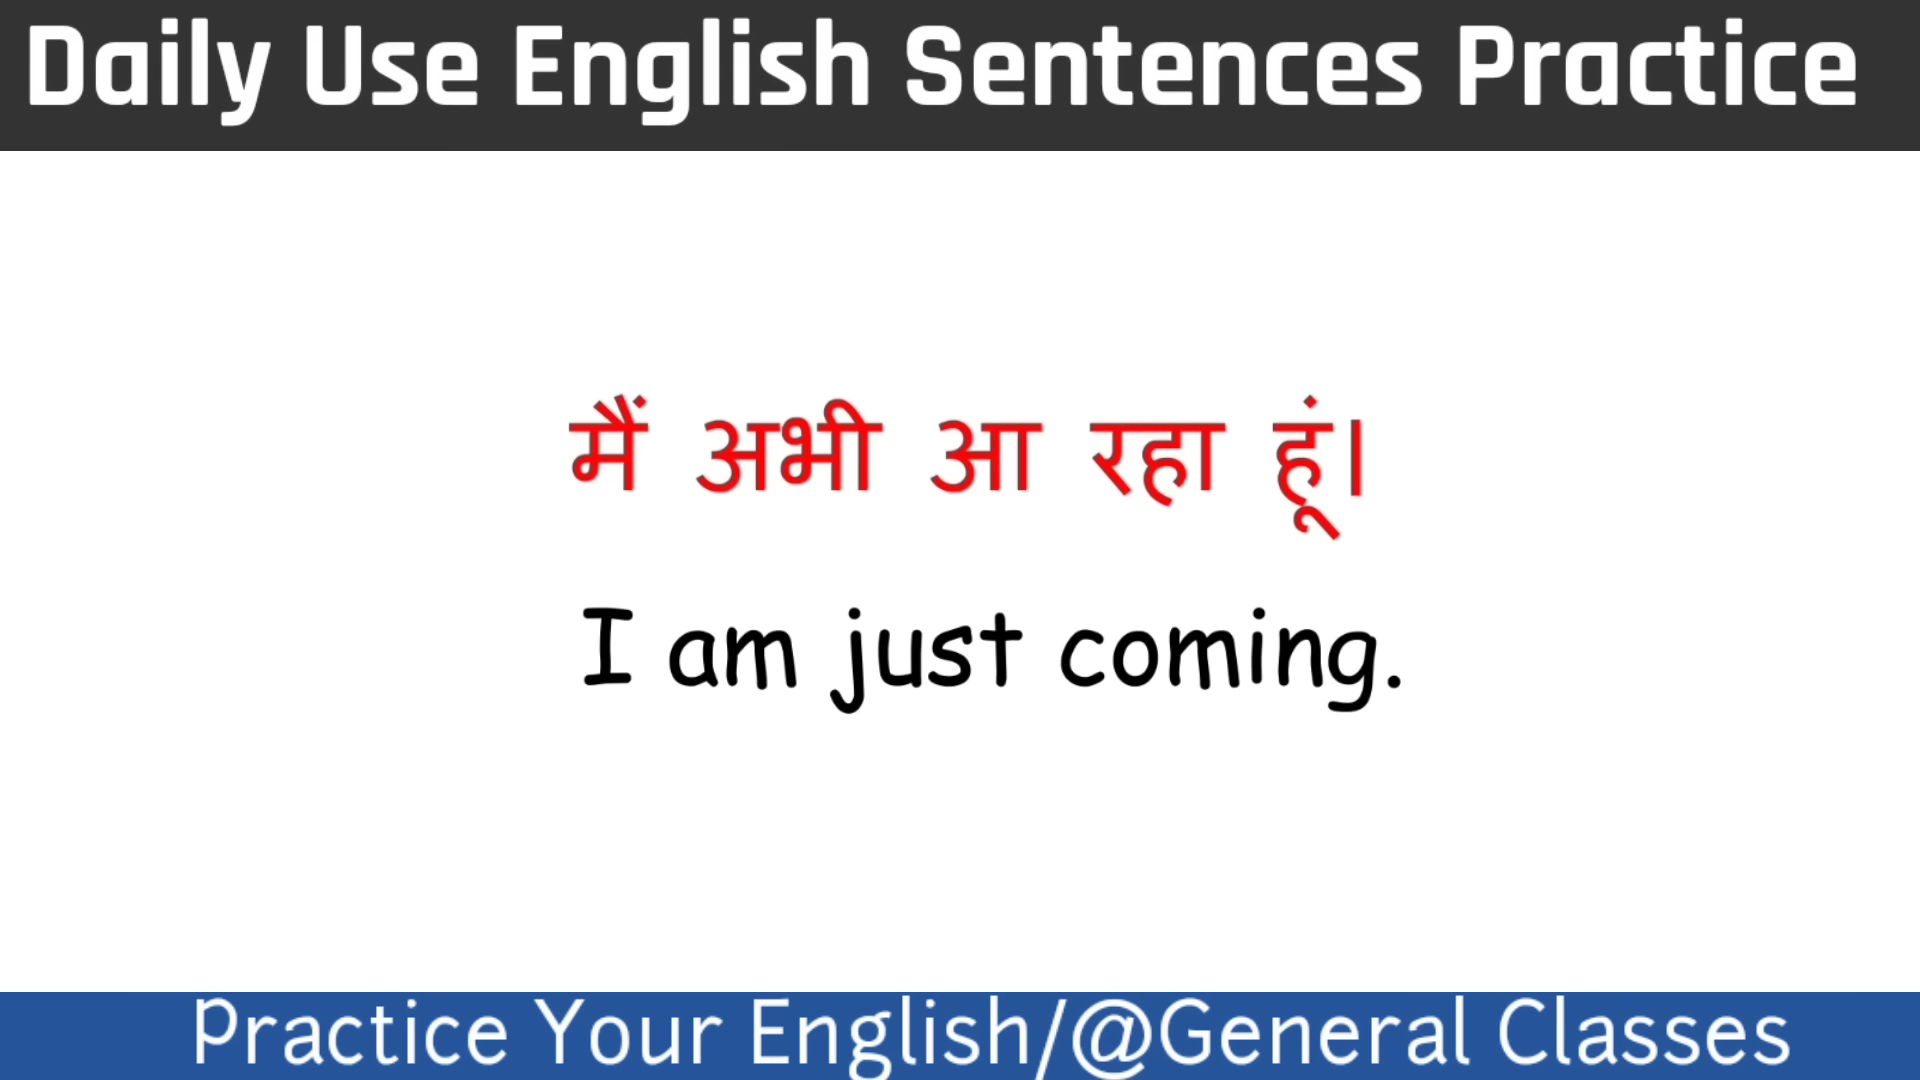 Daily Use English Sentences Practice
मैं अभी आ रहा हूं।
I am just coming.
Practice Your English/@General Classes